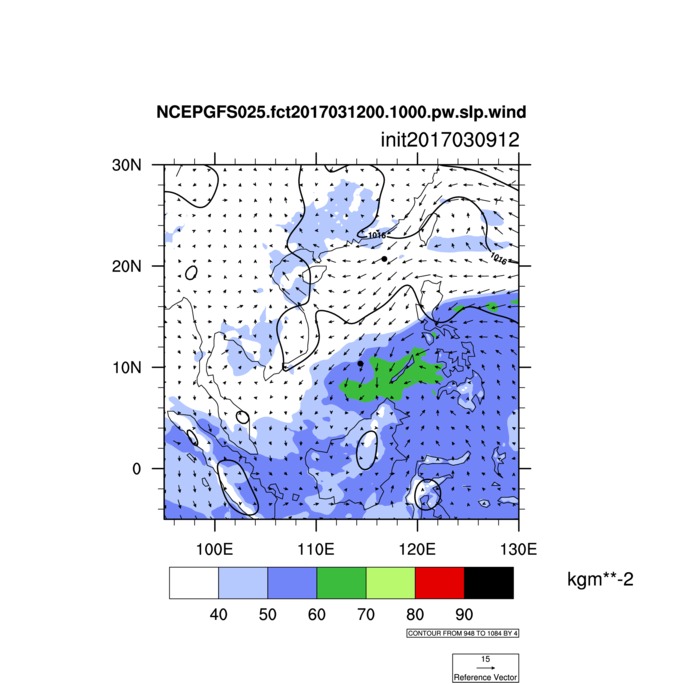 NCEPGFS025.fct2017031200.1000.pw.slp.wind
init2017030912
30N
1016
1016
20N
10N
0
100E 110E 120E 130E
kgm**-2
40 50 60 70 80 90
CONTOUR FROM 948 TO 1084 BY 4
15
Reference Vector